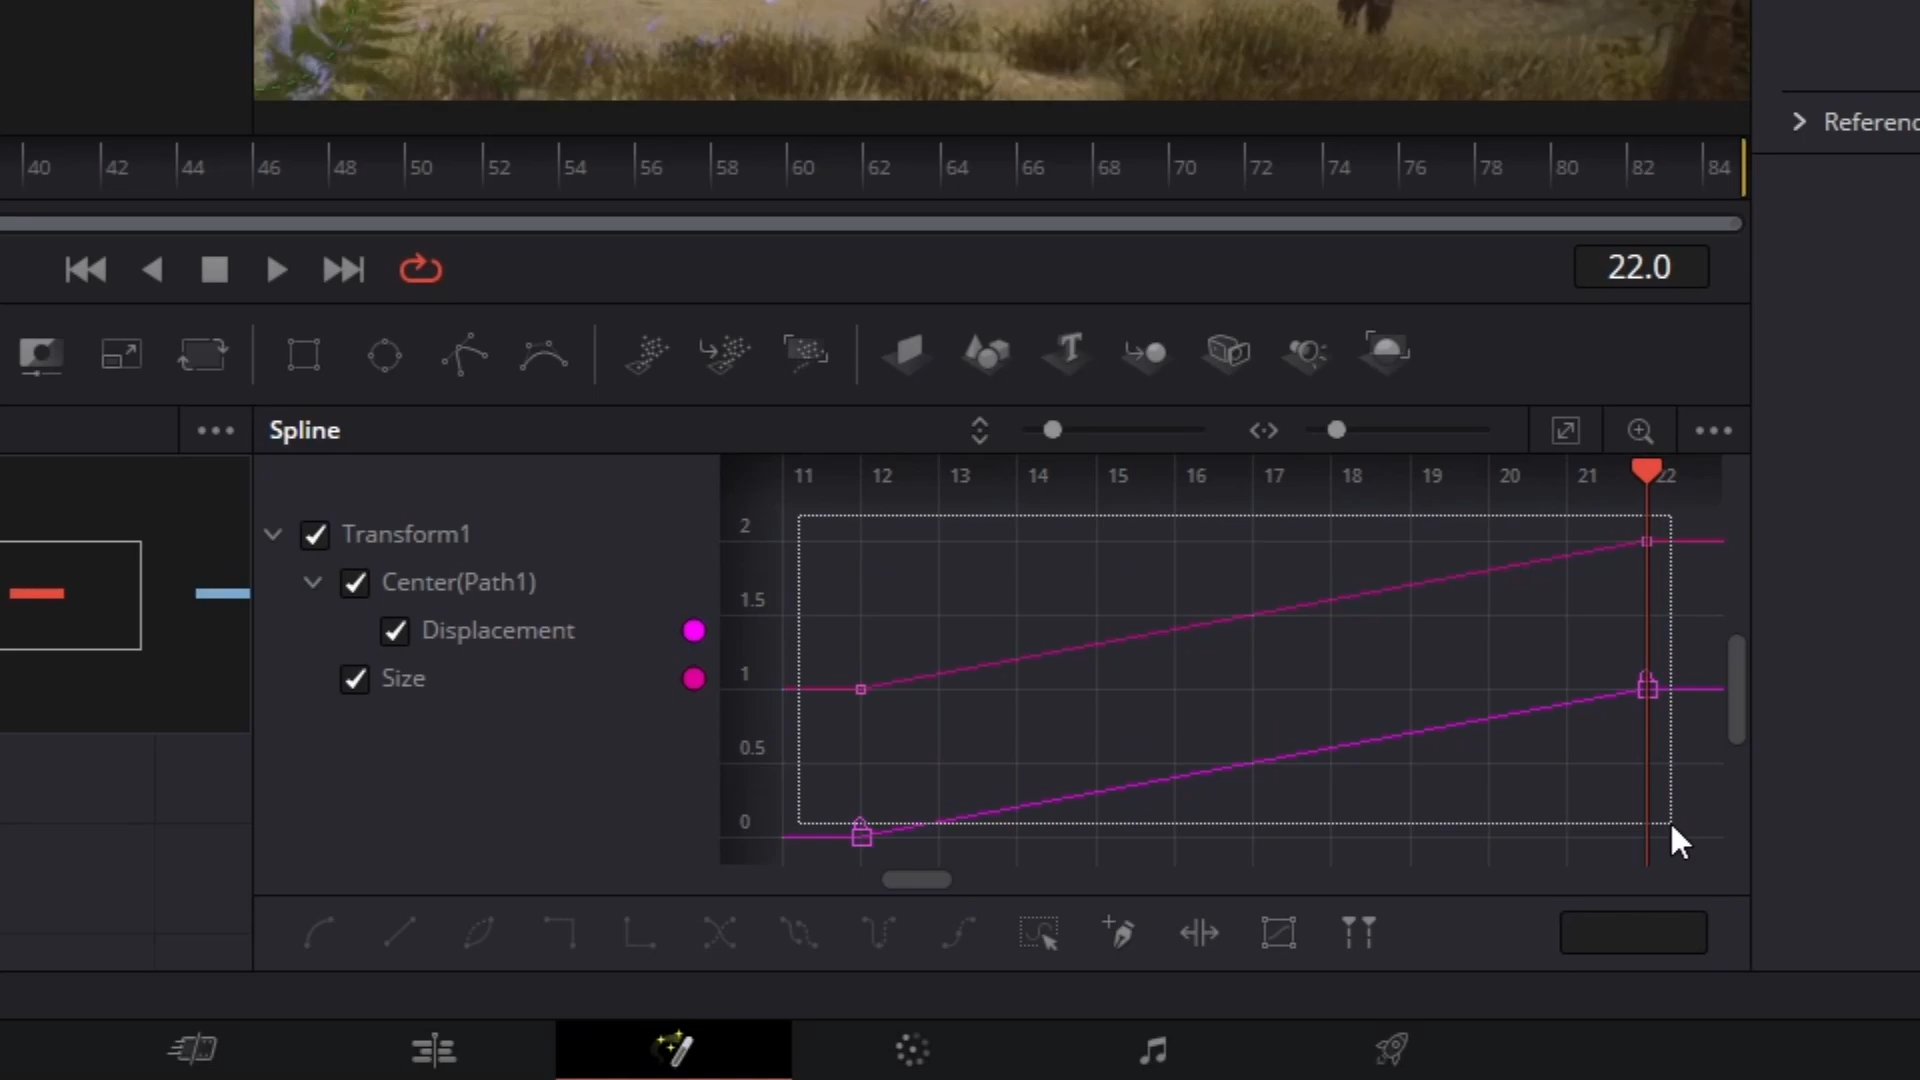 Referenc
40 42 44 46 48 50 52 54 56 58 60 62 64 66 68 70 72 74 76 78 80 82 84
22.0
Spline
11 12 13 14 15 16 17 18 19 20 21 22
Transform1
Center(Path1)
Displacement
Size
2
1.5
1
0.5
0